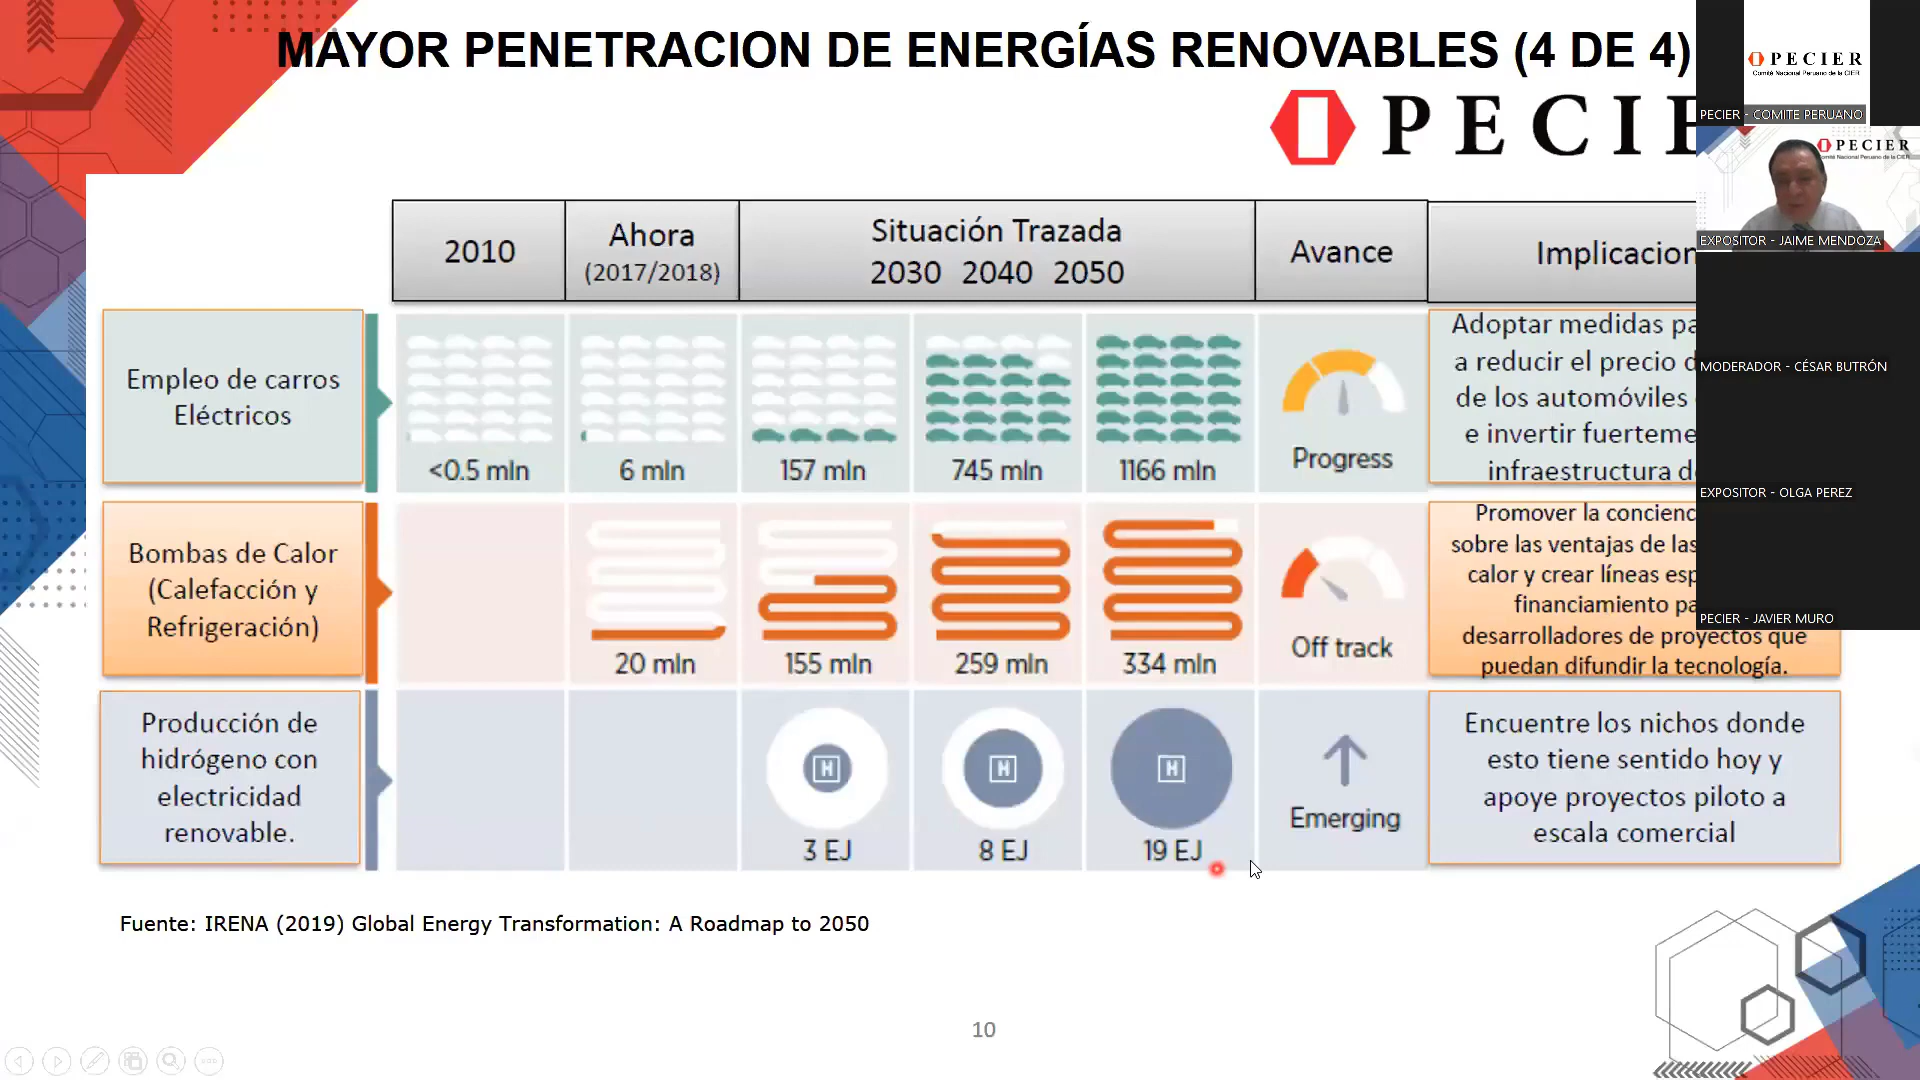 MAYOR PENETRACION DE ENERGÍAS RENOVABLES (4 DE 4)
PECIER
Comité Nacional Peruano de la CIER
PECIER - COMITE PERUANO
PECIE
PECIER
EXPOSITOR - JAIME MENDOZA
MODERADOR - CÉSAR BUTRÓN
EXPOSITOR - OLGA PEREZ
PECIER - JAVIER MURO
2010
Ahora
(2017/2018)
Situación Trazada
2030 2040 2050
Avance
Implicacion
Empleo de carros
Eléctricos
<0.5 mln
6 mln
157 mln
745 mln
1166 mln
Progress
Adoptar medidas pa
a reducir el precio d
de los automóviles
e invertir fuerteme
infraestructura d
Bombas de Calor
(Calefacción y
Refrigeración)
20 mln
155 mln
259 mln
334 mln
Off track
Promover la concienc
sobre las ventajas de las
calor y crear líneas esp
financiamiento pa
desarrolladores de proyectos que
puedan difundir la tecnología.
Producción de
hidrógeno con
electricidad
renovable.
H
H
H
3 EJ
8 EJ
19 EJ
Emerging
Encuentre los nichos donde
esto tiene sentido hoy y
apoye proyectos piloto a
escala comercial
Fuente: IRENA (2019) Global Energy Transformation: A Roadmap to 2050
10